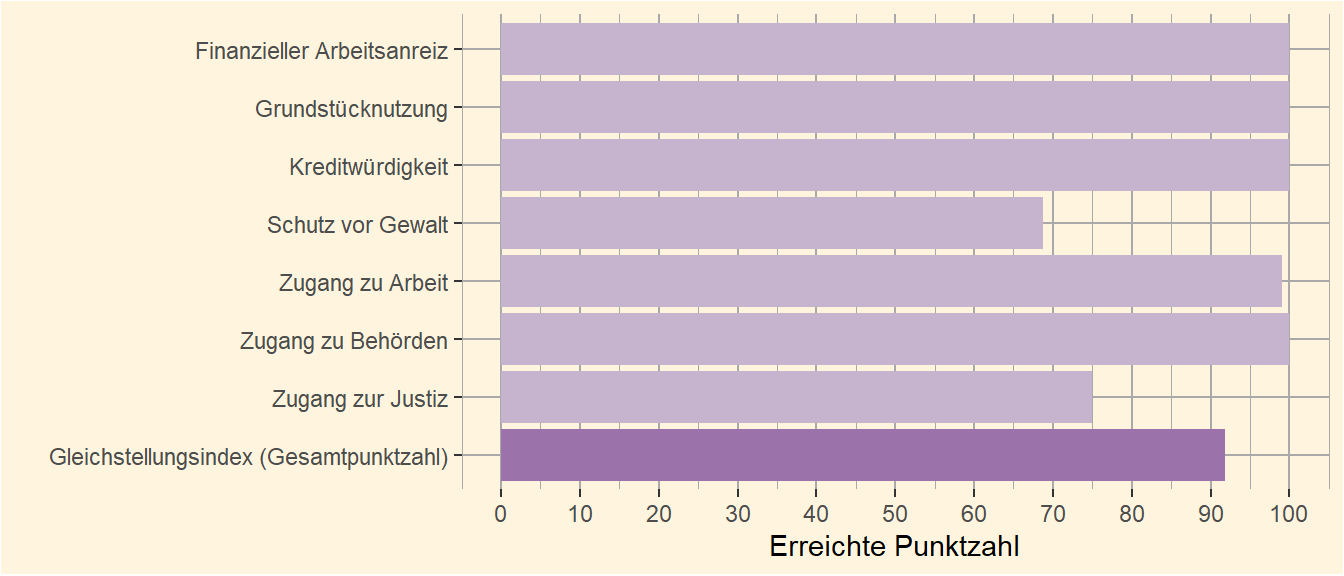 Finanzieller Arbeitsanreiz
Grundstücknutzung
Kreditwürdigkeit
Schutz vor Gewalt
Zugang zu Arbeit
Zugang zu Behörden
Zugang zur Justiz
Gleichstellungsindex (Gesamtpunktzahl)
0 10 20 30 40 50 60 70 80 90 100
Erreichte Punktzahl